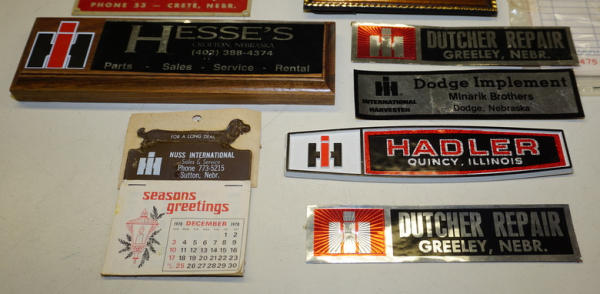 PHONE 53 - CRETE, NEBR.
HESSE'S
CROFTON, NEBRASKA
(402) 388-4374
Parts - Sales - Service - Rental
DUTCHER REPAIR
GREELEY, NEBR.
INTERNATIONAL
HARVESTER
Dodge Implement
Minarik Brothers
Dodge, Nebraska
HADLER
QUINCY, ILLINOIS
DUTCHER REPAIR
GREELEY, NEBR.
FOR A LONG DEAL
NUSS INTERNATIONAL
Sales & Service
Phone 773-5215
Sutton, Nebr.
seasons
greetings
1978 DECEMBER 1978
1 2
3 4 5 6 7 8 9
10 11 12 13 14 15 16
17 18 19 20 21 22 23
25 26 27 28 29 30